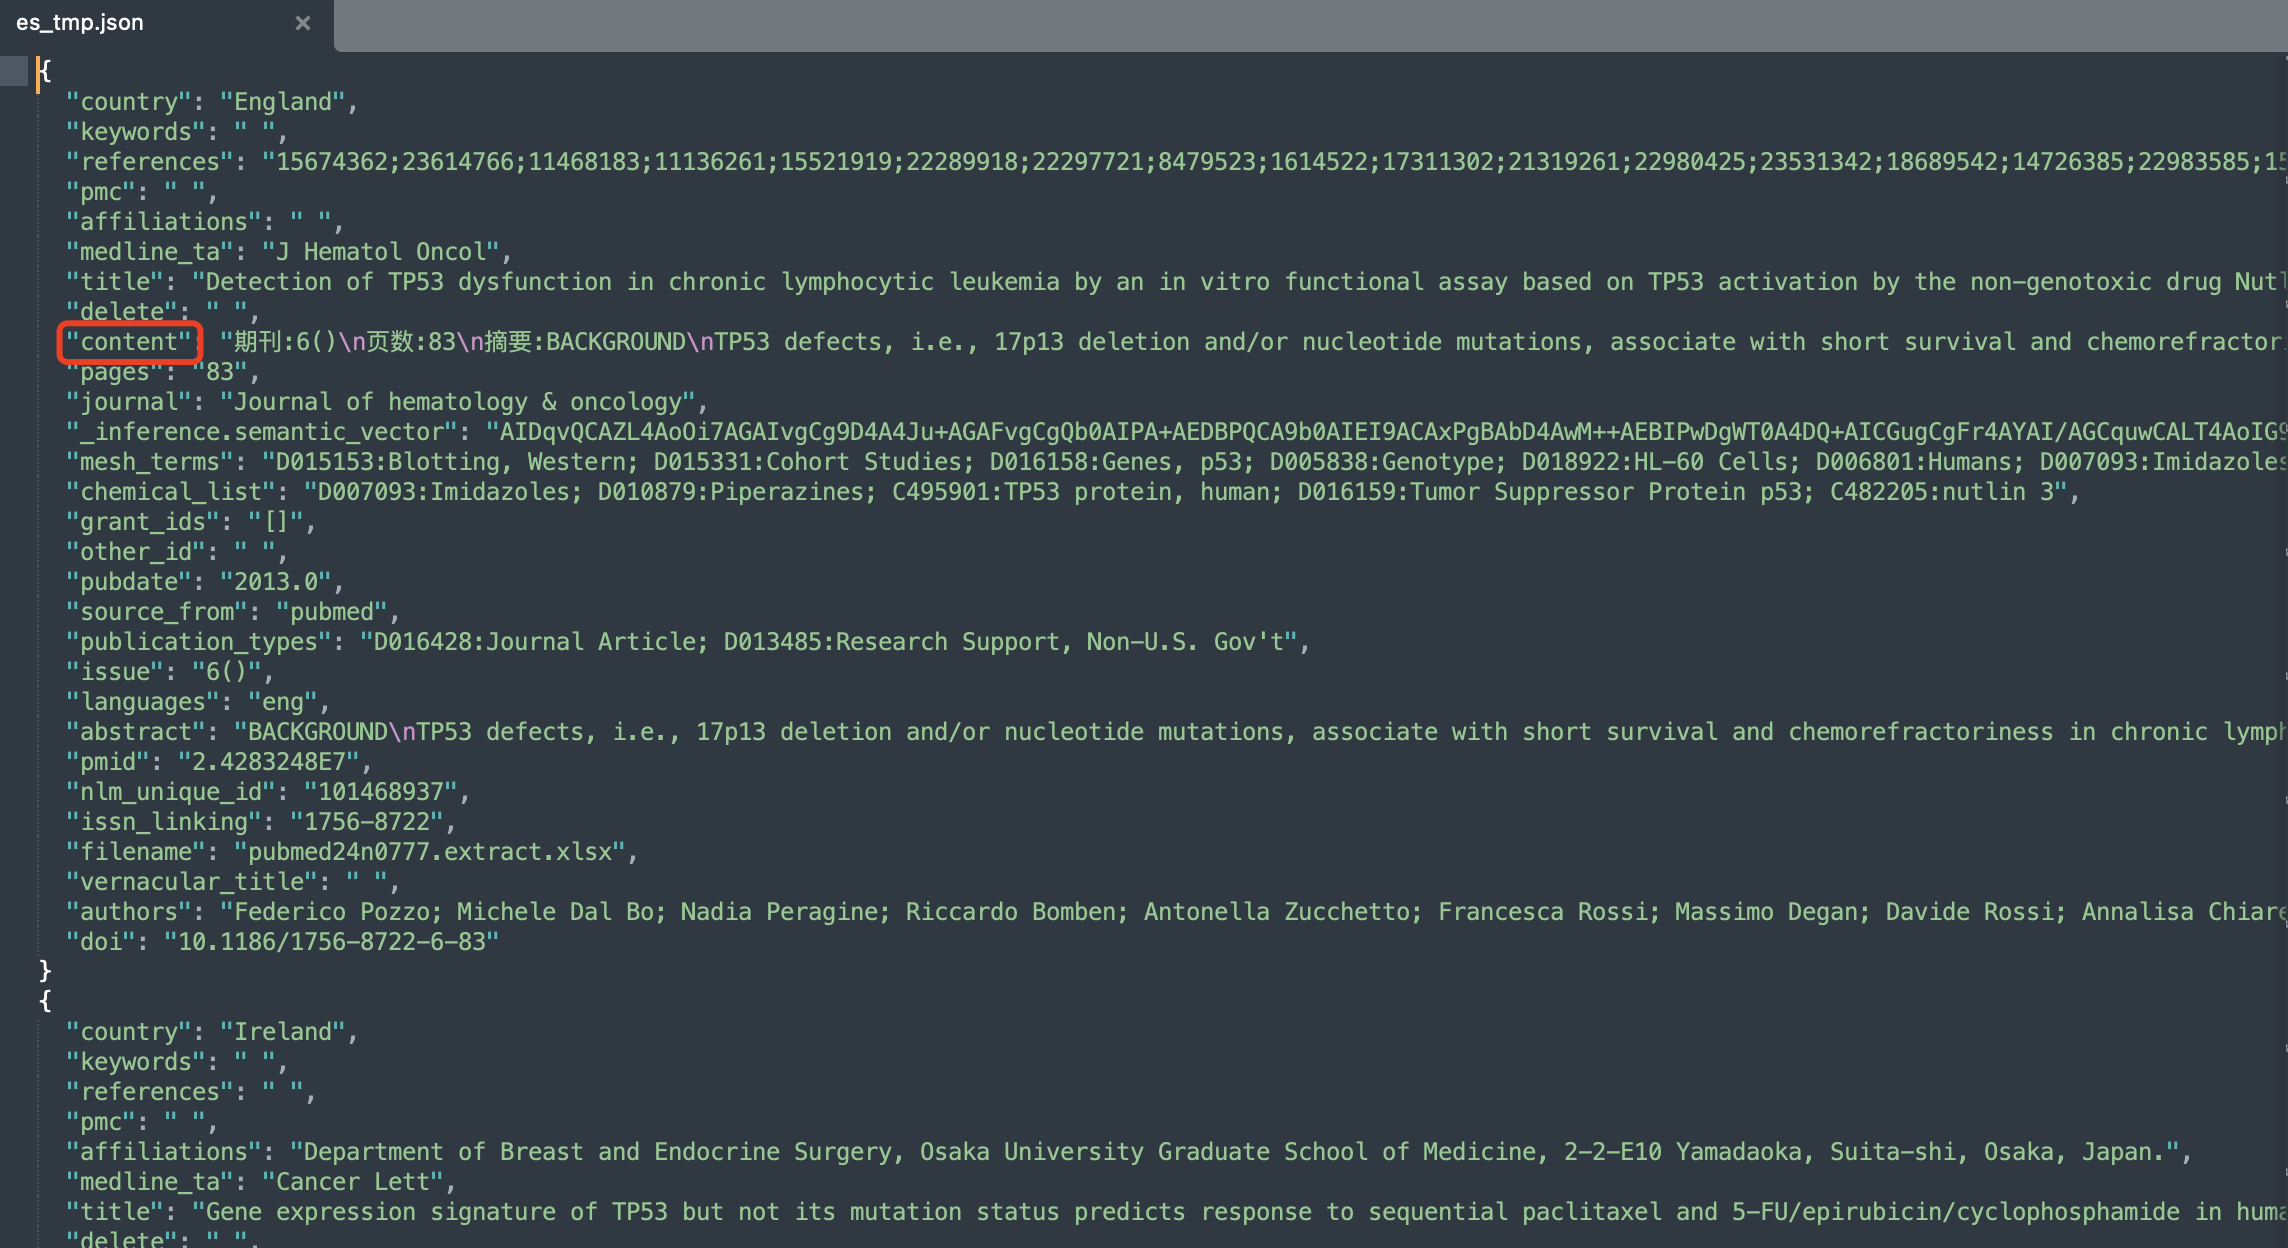 es_tmp.json ×
{
"country": "England",
"keywords": " ",
"references": "15674362;23614766;11468183;11136261;15521919;22289918;22297721;8479523;1614522;17311302;21319261;22980425;23531342;18689542;14726385;22983585;15
"pmc": " ",
"affiliations": " ",
"medline_ta": "J Hematol Oncol",
"title": "Detection of TP53 dysfunction in chronic lymphocytic leukemia by an in vitro functional assay based on TP53 activation by the non-genotoxic drug Nutl
"delete": " ",
"content": "期刊:6()\n页数:83\n摘要:BACKGROUND\nTP53 defects, i.e., 17p13 deletion and/or nucleotide mutations, associate with short survival and chemorefractori
"pages": "83",
"journal": "Journal of hematology & oncology",
"_inference.semantic_vector": "AIDqvQCAZL4AoOi7AGAIvgCg9D4A4Ju+AGAFvgCgQb0AIPA+AEDBPQCA9b0AIEI9ACAxPgBAbD4AwM++AEBIPwDgWT0A4DQ+AICGugCgFr4AYAI/AGCquwCALT4AoIG9
"mesh_terms": "D015153:Blotting, Western; D015331:Cohort Studies; D016158:Genes, p53; D005838:Genotype; D018922:HL-60 Cells; D006801:Humans; D007093:Imidazoles
"chemical_list": "D007093:Imidazoles; D010879:Piperazines; C495901:TP53 protein, human; D016159:Tumor Suppressor Protein p53; C482205:nutlin 3",
"grant_ids": "[]",
"other_id": " ",
"pubdate": "2013.0",
"source_from": "pubmed",
"publication_types": "D016428:Journal Article; D013485:Research Support, Non-U.S. Gov't",
"issue": "6()",
"languages": "eng",
"abstract": "BACKGROUND\nTP53 defects, i.e., 17p13 deletion and/or nucleotide mutations, associate with short survival and chemorefractoriness in chronic lymph
"pmid": "2.4283248E7",
"nlm_unique_id": "101468937",
"issn_linking": "1756-8722",
"filename": "pubmed24n0777.extract.xlsx",
"vernacular_title": " ",
"authors": "Federico Pozzo; Michele Dal Bo; Nadia Peragine; Riccardo Bomben; Antonella Zucchetto; Francesca Rossi; Massimo Degan; Davide Rossi; Annalisa Chiare
"doi": "10.1186/1756-8722-6-83"
}
{
"country": "Ireland",
"keywords": " ",
"references": " ",
"pmc": " ",
"affiliations": "Department of Breast and Endocrine Surgery, Osaka University Graduate School of Medicine, 2-2-E10 Yamadaoka, Suita-shi, Osaka, Japan.",
"medline_ta": "Cancer Lett",
"title": "Gene expression signature of TP53 but not its mutation status predicts response to sequential paclitaxel and 5-FU/epirubicin/cyclophosphamide in huma
"delete": " ",